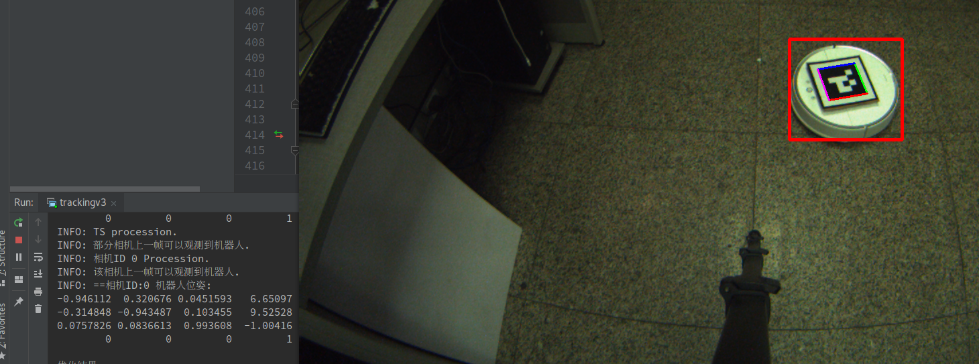 406
407
408
409
410
411
412
413
414
415
416
Run: trackingv3
0 0 0 1
INFO: TS procession.
INFO: 部分相机上一帧可以观测到机器人.
INFO: 相机ID 0 Procession.
INFO: 该相机上一帧可以观测到机器人.
INFO: ==相机ID:0 机器人位姿:
-0.946112 0.320676 0.0451593 6.65097
-0.314848 -0.943487 0.103455 9.52528
0.0757826 0.0836613 0.993608 -1.00416
0 0 0 1
Z: Structure
2: Favorites